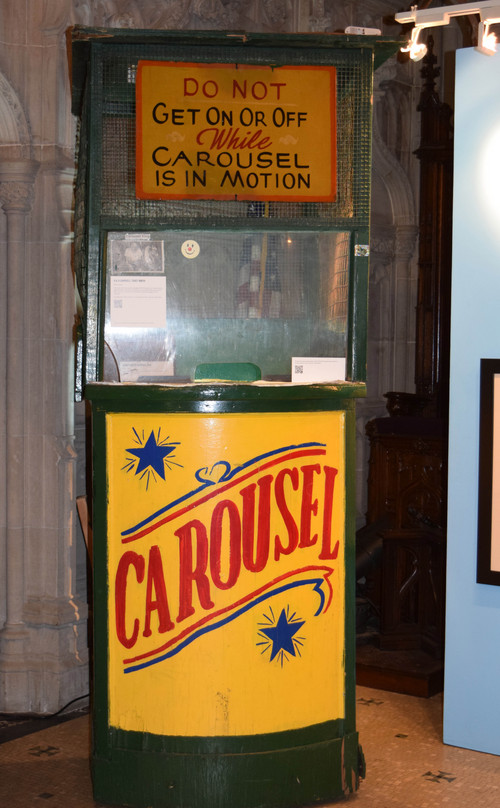 DO NOT
GET ON OR OFF
While
CAROUSEL
IS IN MOTION
CAROUSEL